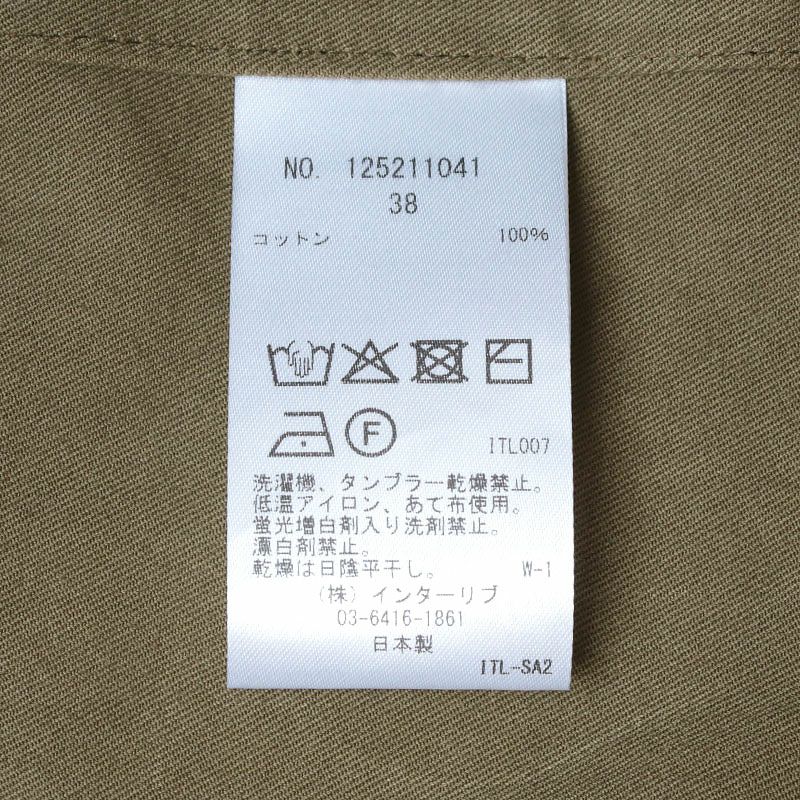 NO. 125211041
38
コットン 100%
F
ITL007
洗濯機、タンブラー乾燥禁止。
低温アイロン、あて布使用。
蛍光増白剤入り洗剤禁止。
漂白剤禁止。
乾燥は日陰平干し。 W-1
(株)インターリブ
03-6416-1861
日本製
ITL-SA2